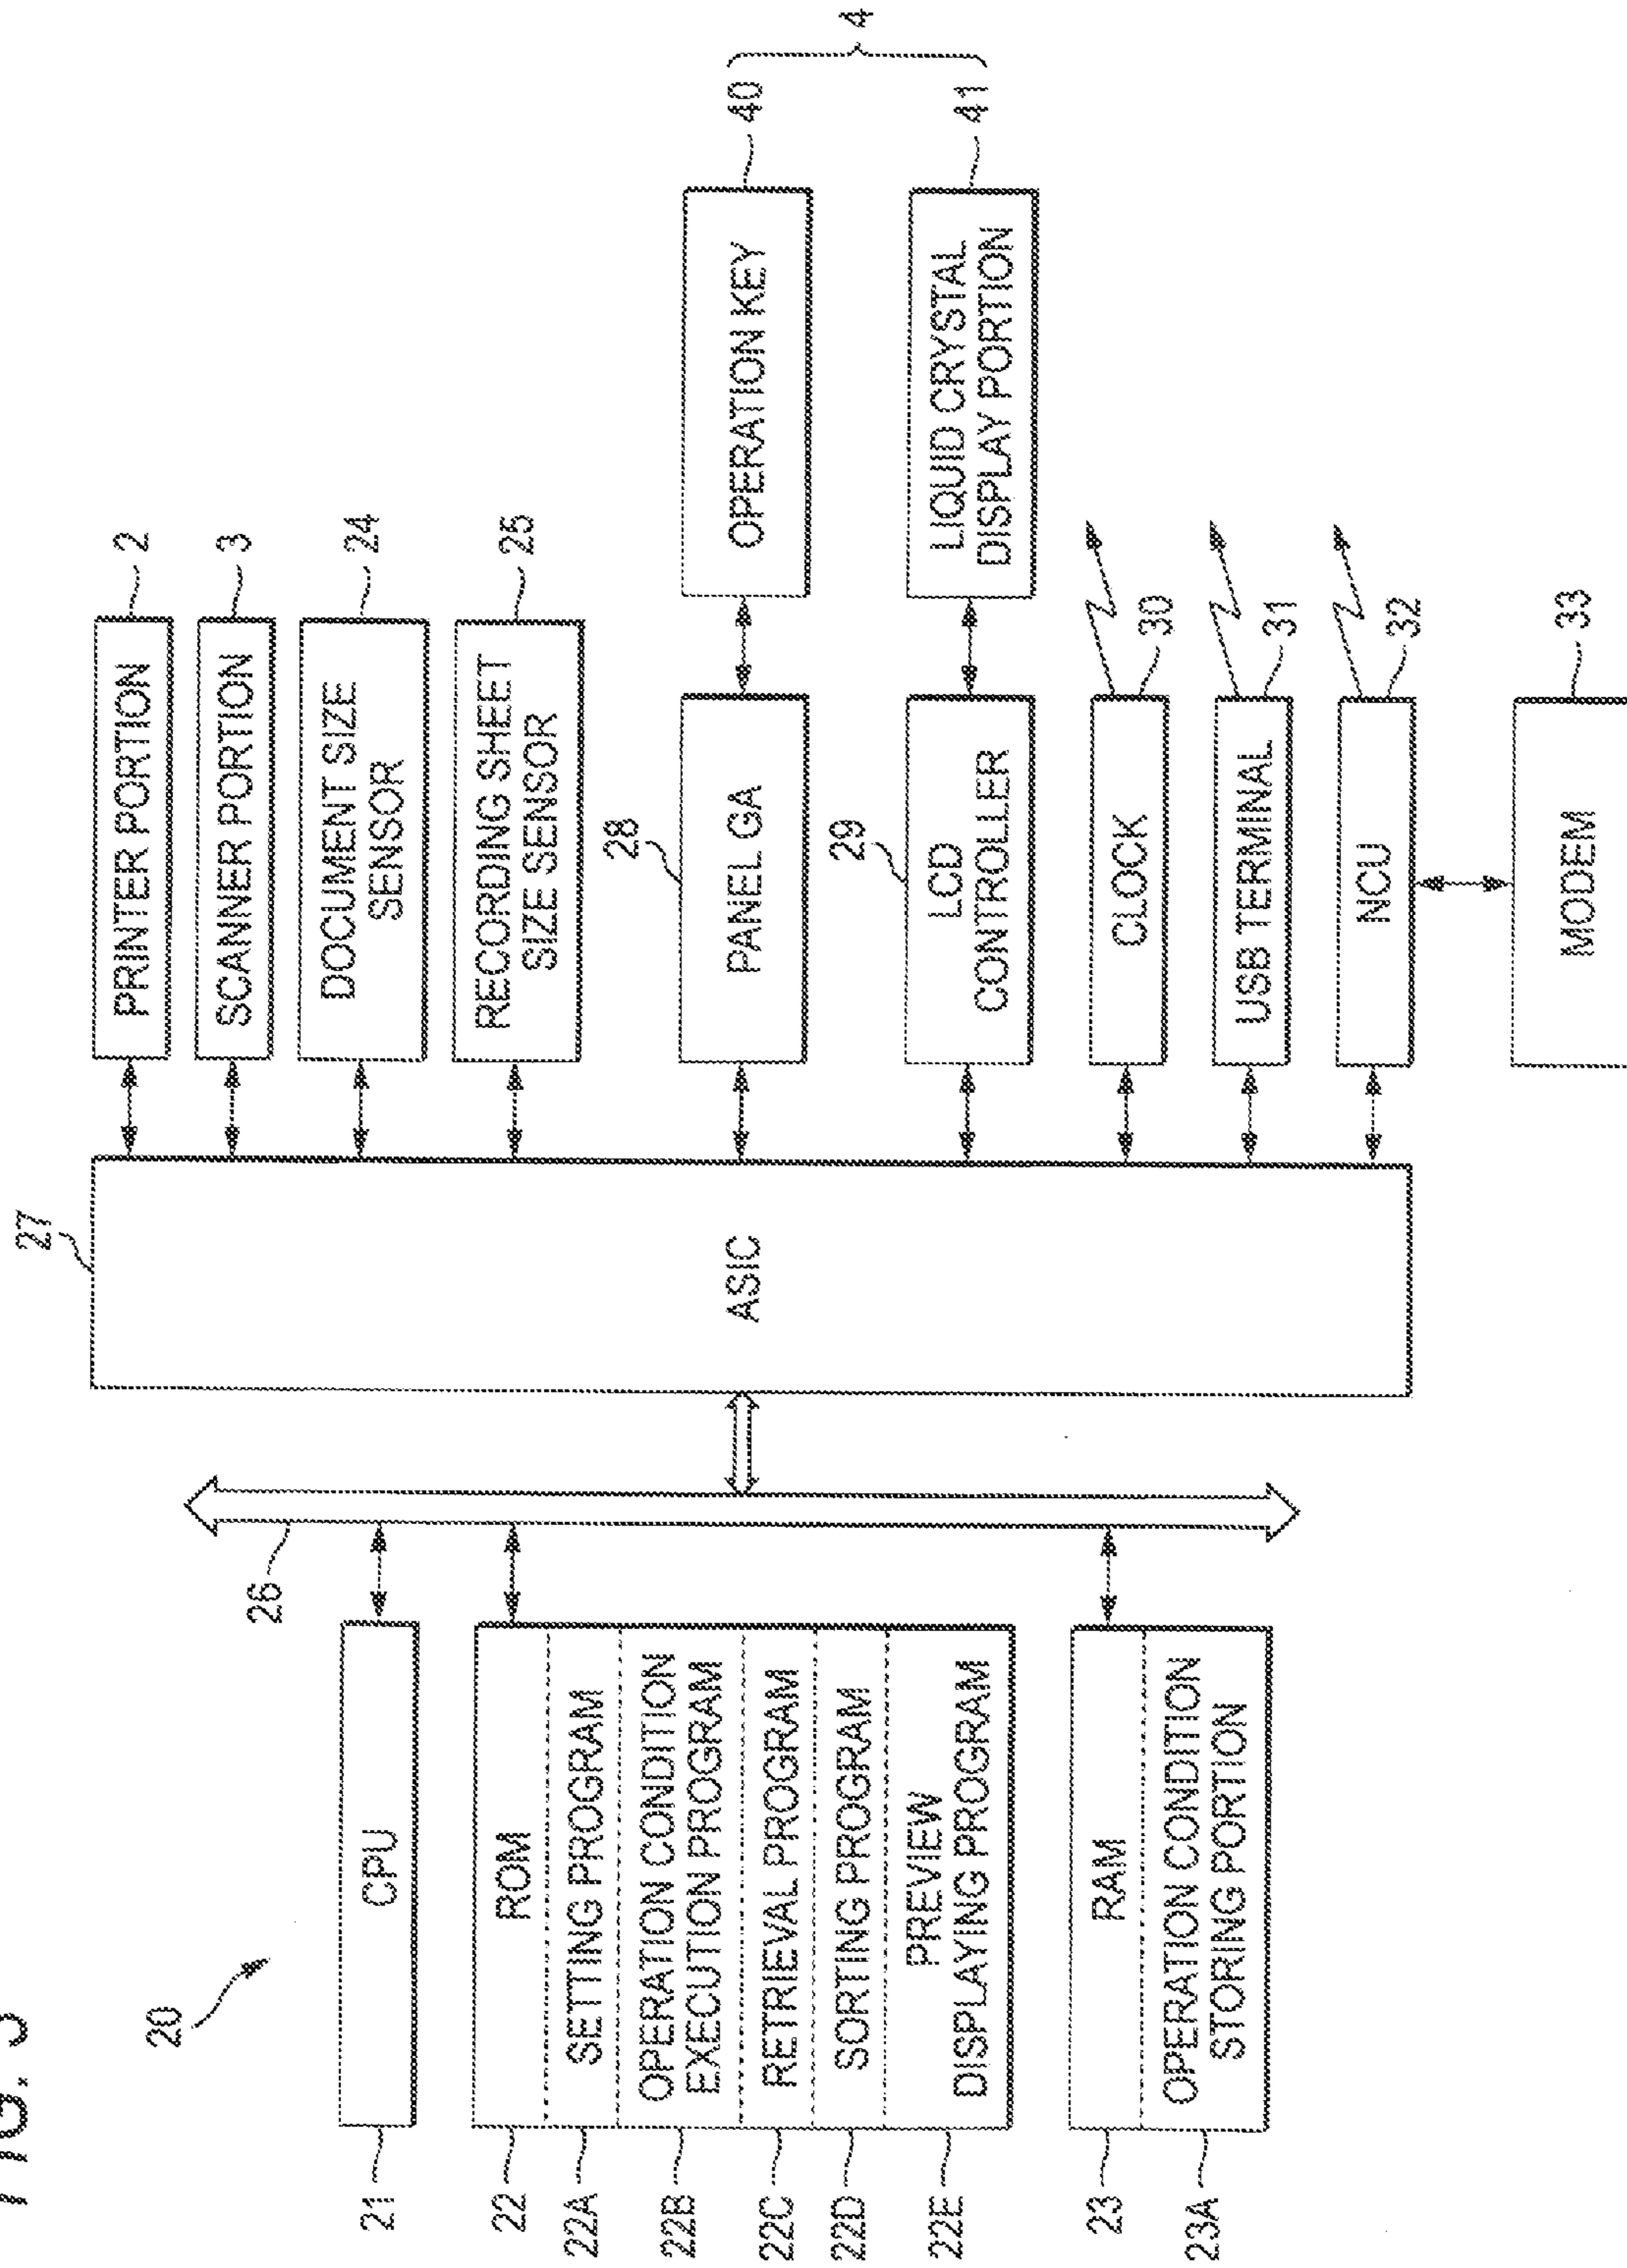 FIG. 3
20
21
CPU
22
ROM
22A
SETTING PROGRAM
22B
OPERATION CONDITION
EXECUTION PROGRAM
22C
RETRIEVAL PROGRAM
22D
SORTING PROGRAM
22E
PREVIEW
DISPLAYING PROGRAM
23
RAM
23A
OPERATION CONDITION
STORING PORTION
26
27
ASIC
PRINTER PORTION
2
SCANNER PORTION
3
DOCUMENT SIZE
SENSOR
24
RECORDING SHEET
SIZE SENSOR
25
28
PANEL GA
OPERATION KEY
40
29
LCD
CONTROLLER
LIQUID CRYSTAL
DISPLAY PORTION
41
4
CLOCK
30
USB TERMINAL
31
NCU
32
MODEM
33